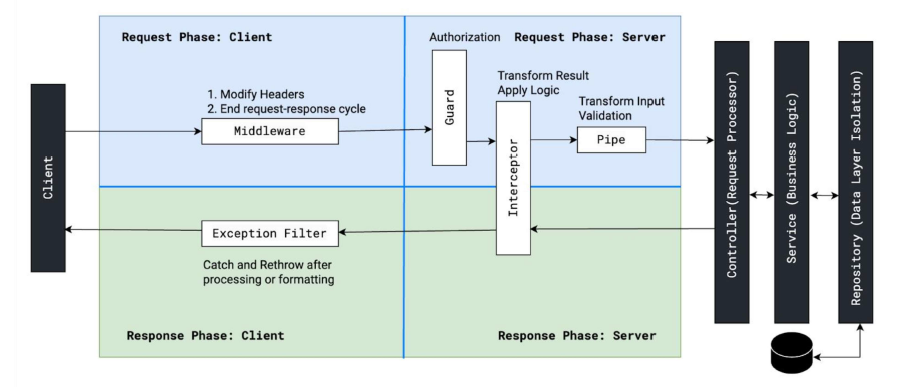 Request Phase: Client
Authorization
Request Phase: Server
Client
1. Modify Headers
2. End request-response cycle
Middleware
Guard
Transform Result
Apply Logic
Interceptor
Transform Input
Validation
Pipe
Controller(Request Processor)
Service (Business Logic)
Repository (Data Layer Isolation)
Exception Filter
Catch and Rethrow after
processing or formatting
Response Phase: Client
Response Phase: Server